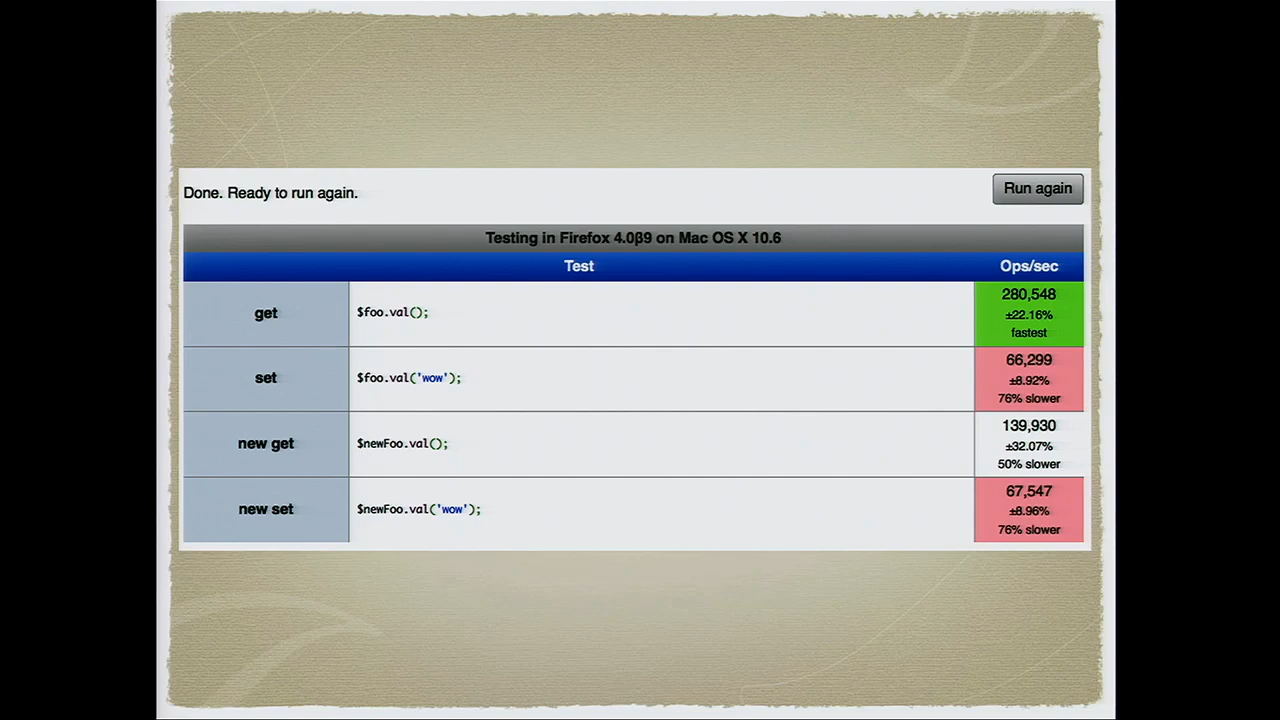 Done. Ready to run again.
Run again
Testing in Firefox 4.0β9 on Mac OS X 10.6
Test
Ops/sec
get
$foo.val();
280,548
±22.16%
fastest
set
$foo.val('wow');
66,299
±8.92%
76% slower
new get
$newFoo.val();
139,930
±32.07%
50% slower
new set
$newFoo.val('wow');
67,547
±8.96%
76% slower